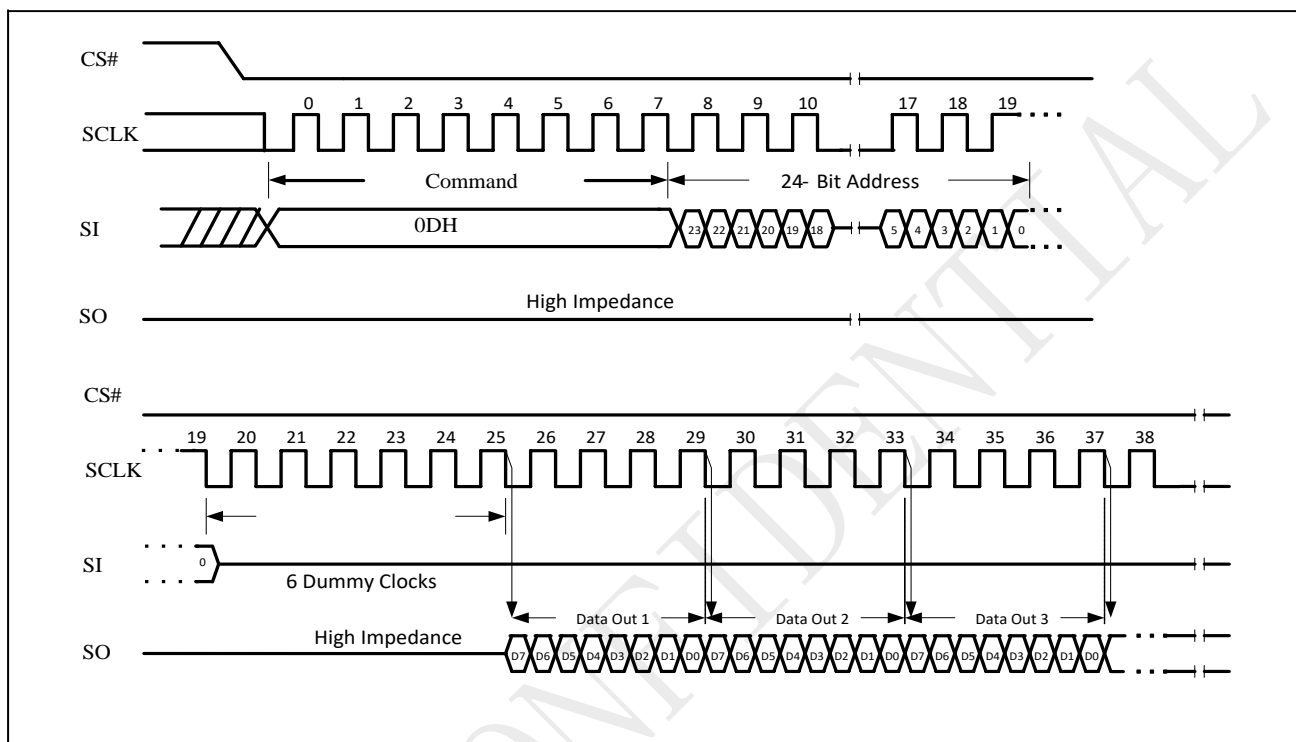 CS#
0 1 2 3 4 5 6 7 8 9 10 17 18 19
SCLK
Command 24- Bit Address
SI
0DH
23 22 21 20 19 18 5 4 3 2 1 0
High Impedance
SO
CS#
19 20 21 22 23 24 25 26 27 28 29 30 31 32 33 34 35 36 37 38
SCLK
SI
0
6 Dummy Clocks
Data Out 1 Data Out 2 Data Out 3
High Impedance
SO
D7 D6 D5 D4 D3 D2 D1 D0 D7 D6 D5 D4 D3 D2 D1 D0 D7 D6 D5 D4 D3 D2 D1 D0
ONFIDENTIAL